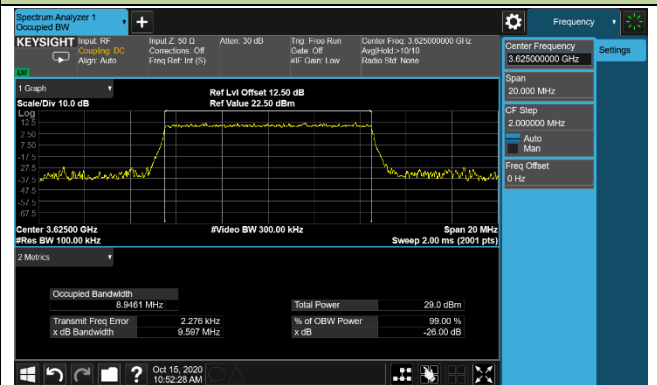 Spectrum Analyzer 1
Occupied BW
Frequency
KEYSIGHT
Input: RF
Coupling: DC
Align: Auto
Input Z: 50 Ω
Corrections: Off
Freq Ref: Int (S)
Atten: 30 dB
Trig: Free Run
Gate: Off
#IF Gain: Low
Center Freq: 3.625000000 GHz
Avg|Hold:>10/10
Radio Std: None
LXI
Center Frequency
3.625000000 GHz
Settings
Span
20.000 MHz
CF Step
2.000000 MHz
Auto
Man
Freq Offset
0 Hz
1 Graph
Scale/Div 10.0 dB
Ref Lvl Offset 12.50 dB
Ref Value 22.50 dBm
Log
12.5
2.50
-7.50
-17.5
-27.5
-37.5
-47.5
-57.5
-67.5
Center 3.62500 GHz
#Res BW 100.00 kHz
#Video BW 300.00 kHz
Span 20 MHz
Sweep 2.00 ms (2001 pts)
2 Metrics
Occupied Bandwidth
8.9461 MHz
Total Power 29.0 dBm
Transmit Freq Error 2.276 kHz
% of OBW Power 99.00 %
x dB Bandwidth 9.597 MHz
x dB -26.00 dB
?
Oct 15, 2020
10:52:28 AM